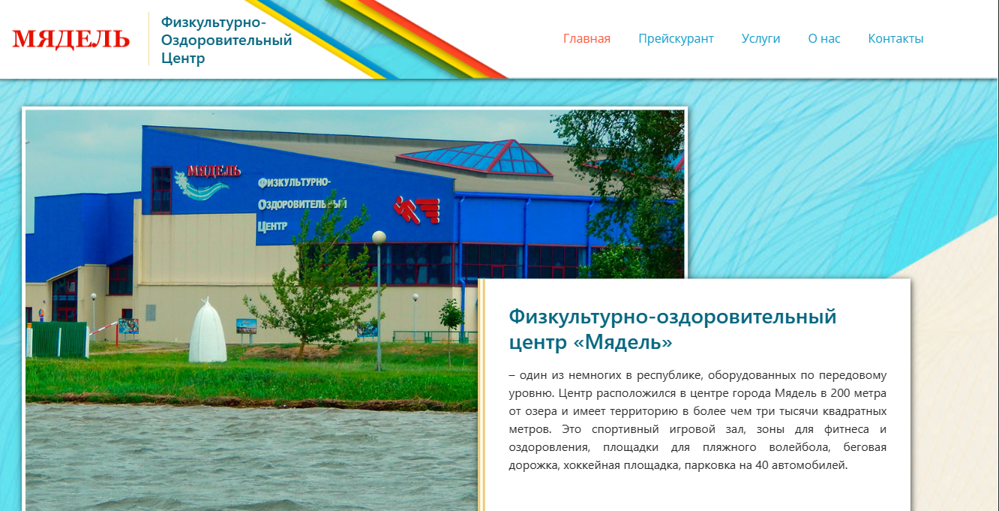 МЯДЕЛЬ
Физкультурно-
Оздоровительный
Центр
Главная Прейскурант Услуги О нас Контакты
МЯДЕЛЬ
Физкультурно-
Оздоровительный
Центр
Физкультурно-оздоровительный
центр «Мядель»
– один из немногих в республике, оборудованных по передовому
уровню. Центр расположился в центре города Мядель в 200 метра
от озера и имеет территорию в более чем три тысячи квадратных
метров. Это спортивный игровой зал, зоны для фитнеса и
оздоровления, площадки для пляжного волейбола, беговая
дорожка, хоккейная площадка, парковка на 40 автомобилей.